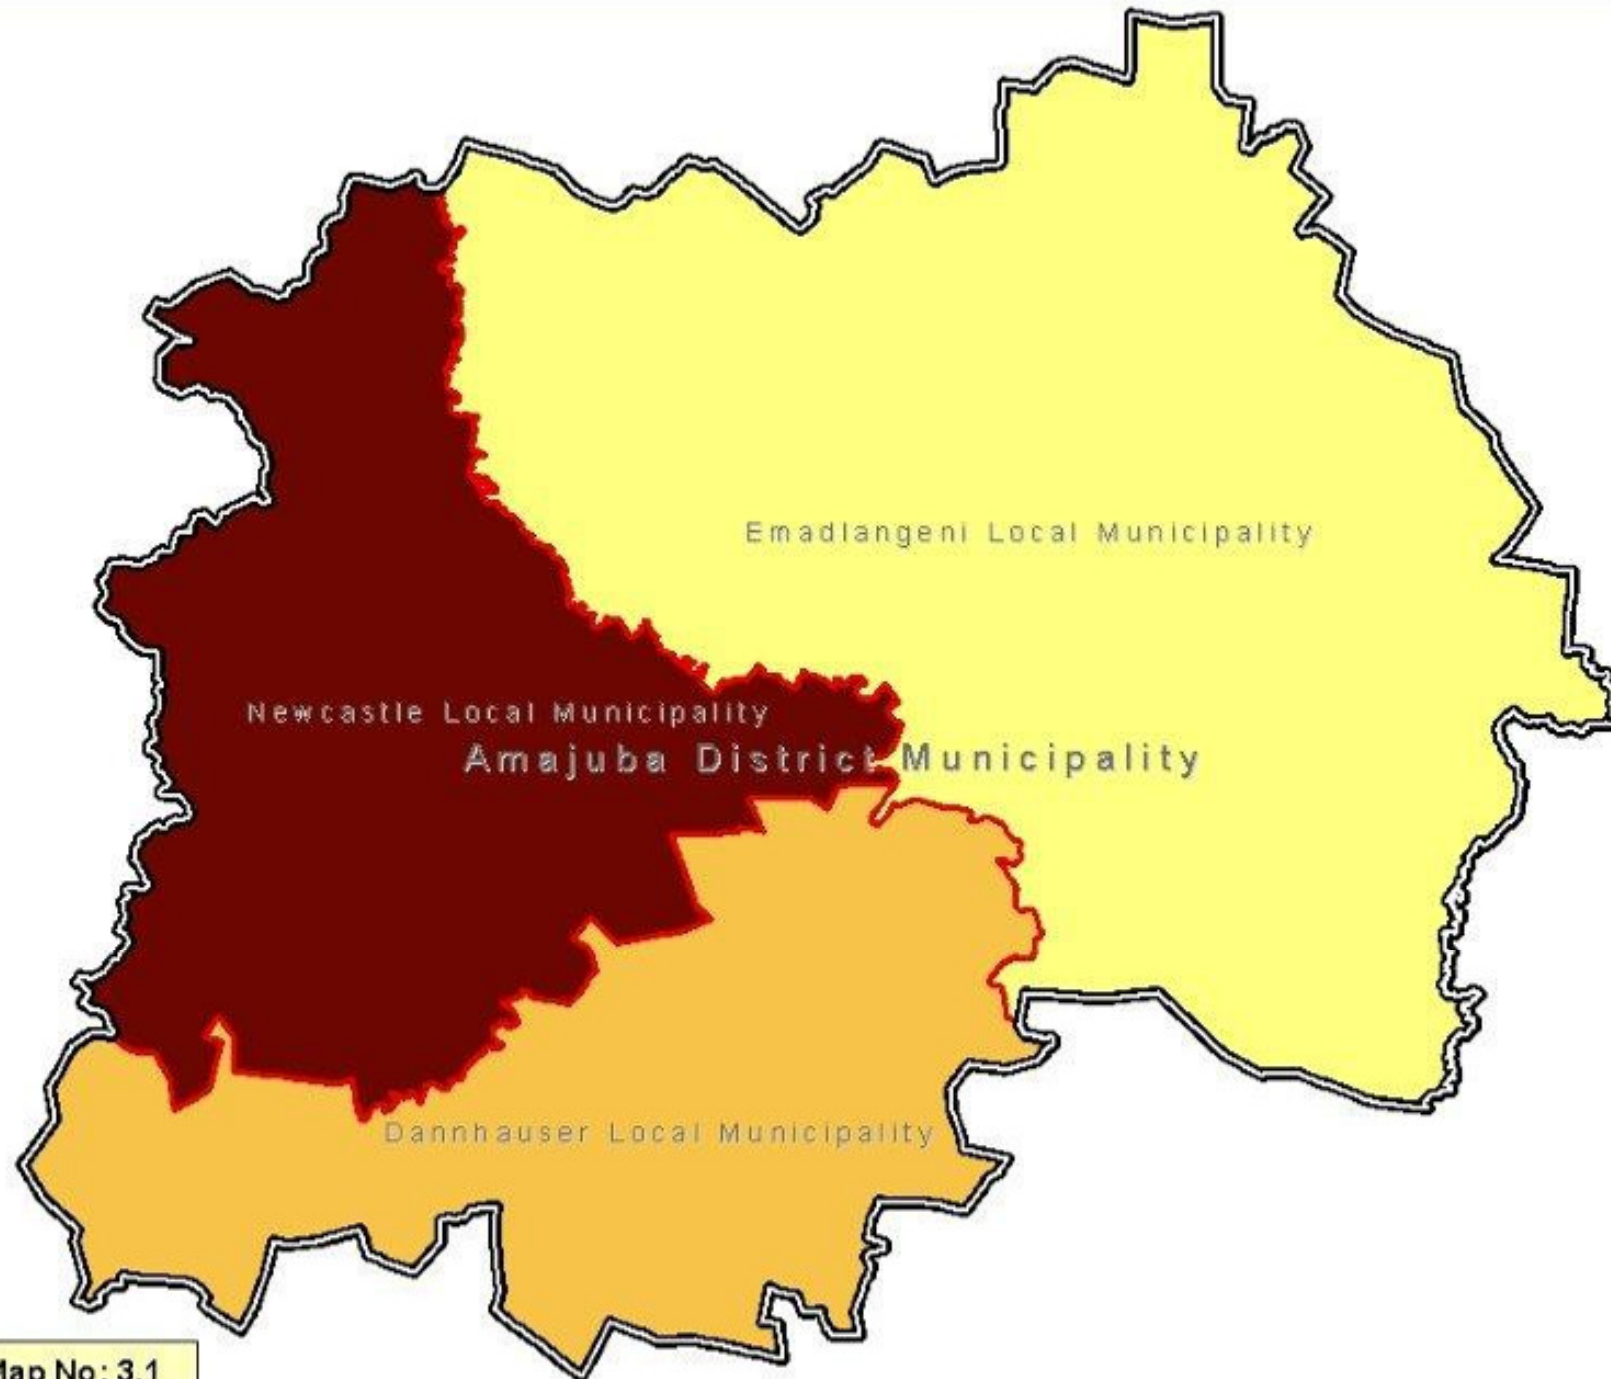 Emadlangeni Local Municipality
Newcastle Local Municipality
Amajuba District Municipality
Dannhauser Local Municipality
Map No: 3.1